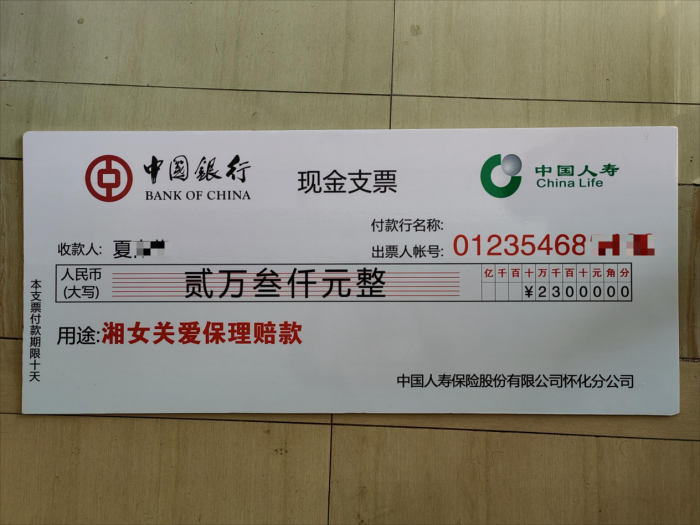 中國銀行
BANK OF CHINA
现金支票
中国人寿
China Life
付款行名称:
收款人: 夏
出票人帐号: 01235468
人民币
(大写)
贰万叁仟元整
亿千百十万千百十元角分
¥2300000
用途:湘女关爱保理赔款
中国人寿保险股份有限公司怀化分公司
本支票付款期限十天